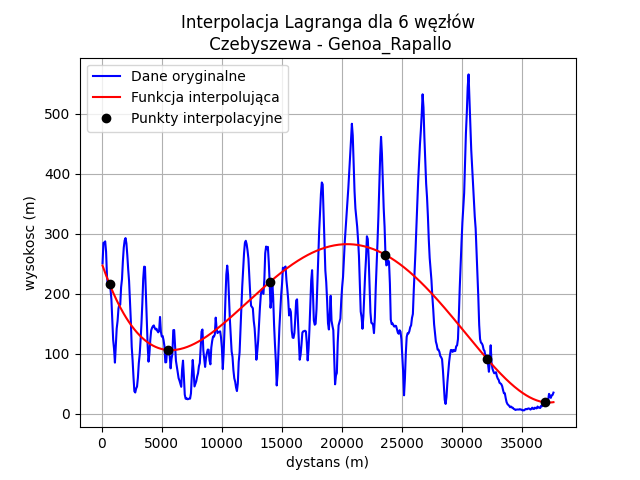 Interpolacja Lagranga dla 6 węzłów
Czebyszewa - Genoa_Rapallo
Dane oryginalne
Funkcja interpolująca
Punkty interpolacyjne
wysokosc (m)
500
400
300
200
100
0
0 5000 10000 15000 20000 25000 30000 35000
dystans (m)